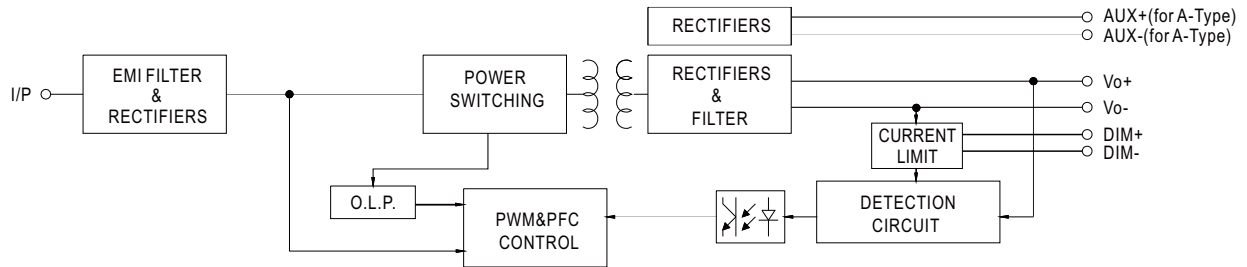 RECTIFIERS
AUX+(for A-Type)
AUX-(for A-Type)
I/P
EMI FILTER
&
RECTIFIERS
POWER
SWITCHING
RECTIFIERS
&
FILTER
Vo+
Vo-
CURRENT
LIMIT
DIM+
DIM-
O.L.P.
PWM&PFC
CONTROL
DETECTION
CIRCUIT